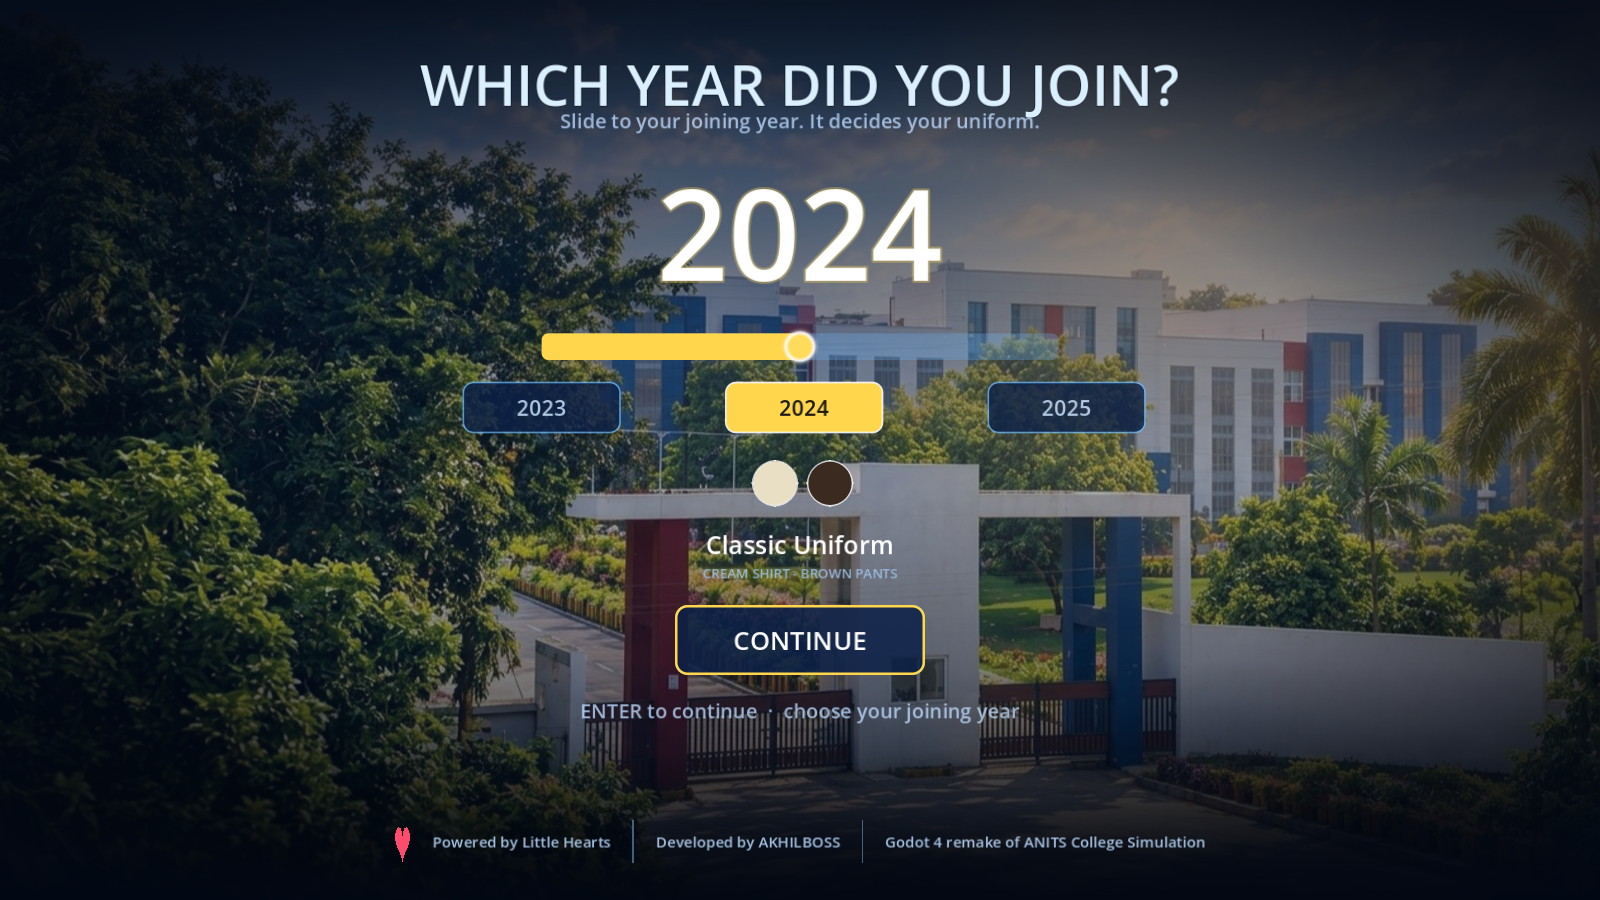 WHICH YEAR DID YOU JOIN?
Slide to your joining year. It decides your uniform.
2024
2023
2024
2025
Classic Uniform
CREAM SHIRT · BROWN PANTS
CONTINUE
ENTER to continue · choose your joining year
Powered by Little Hearts
Developed by AKHILBOSS
Godot 4 remake of ANITS College Simulation